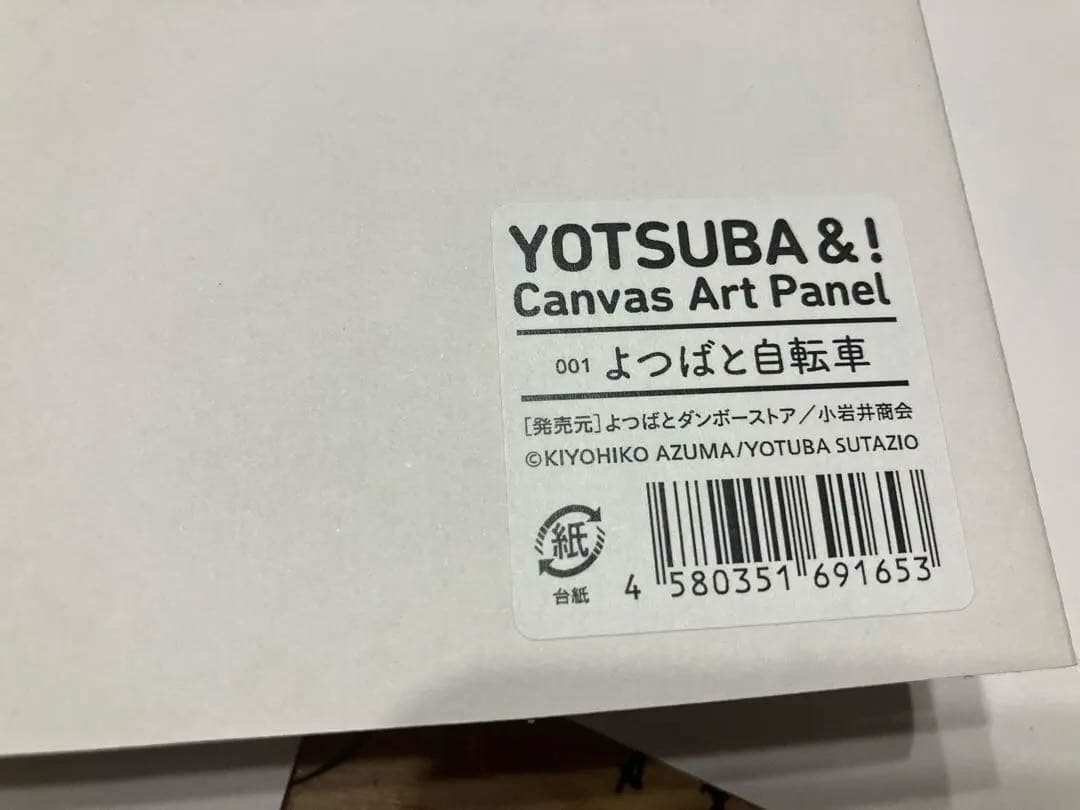 YOTSUBA&!
Canvas Art Panel
001 よつばと自転車
[発売元]よつばとダンボーストア／小岩井商会
©KIYOHIKO AZUMA/YOTUBA SUTAZIO
紙
台紙
4 580351 691653